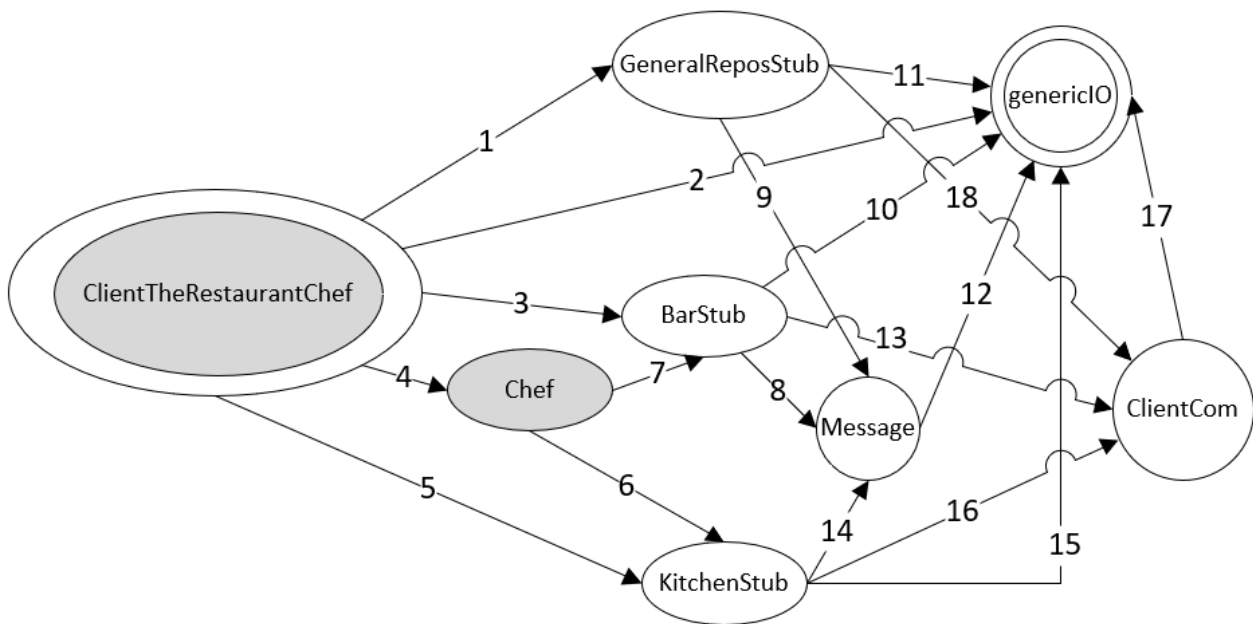 GeneralReposStub
11
genericIO
1
2
9
10
18
17
ClientTheRestaurantChef
3
BarStub
12
13
4
Chef
7
8
Message
ClientCom
5
6
14
16
15
KitchenStub